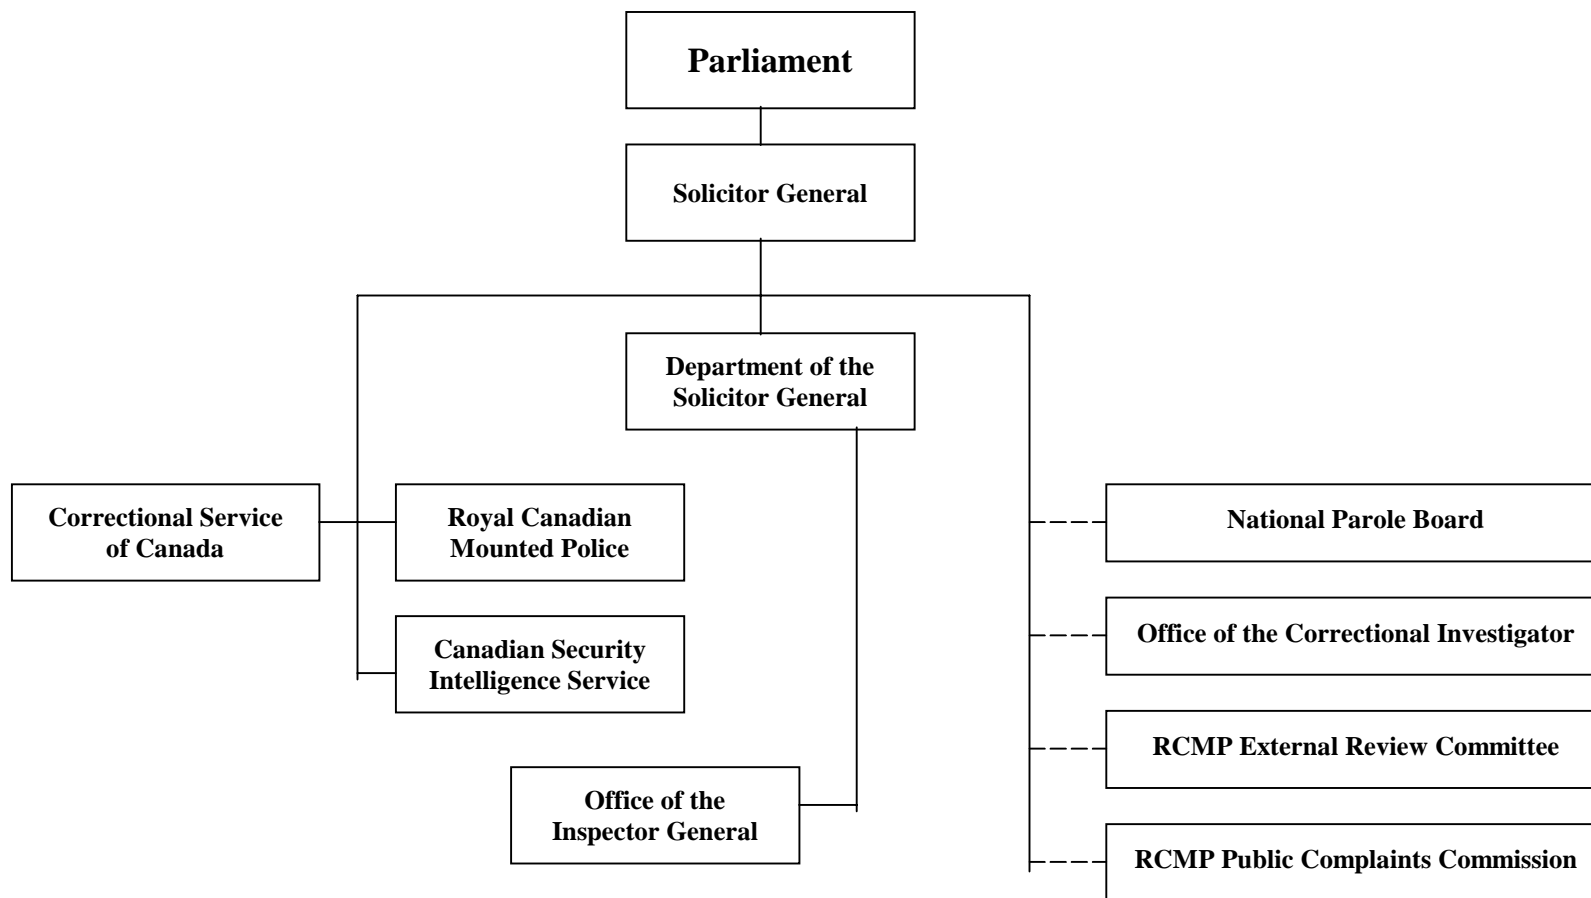 Parliament
Solicitor General
Department of the
Solicitor General
Correctional Service
of Canada
Royal Canadian
Mounted Police
National Parole Board
Canadian Security
Intelligence Service
Office of the Correctional Investigator
RCMP External Review Committee
Office of the
Inspector General
RCMP Public Complaints Commission